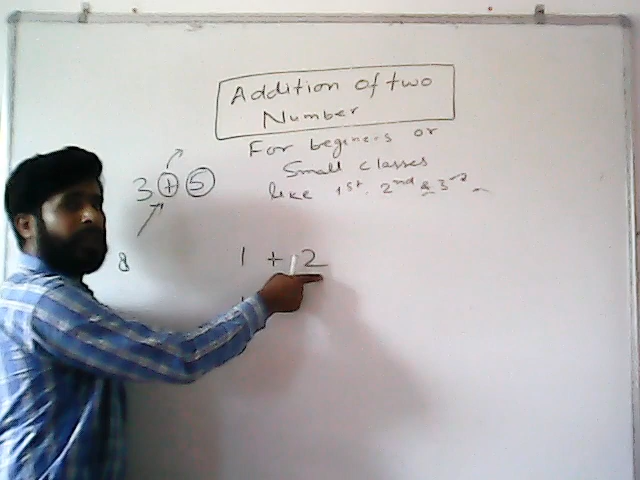 Addition of two
Number
For beginers or
Small classes
like 1st, 2nd & 3rd
3 + 5
8
1 + 2